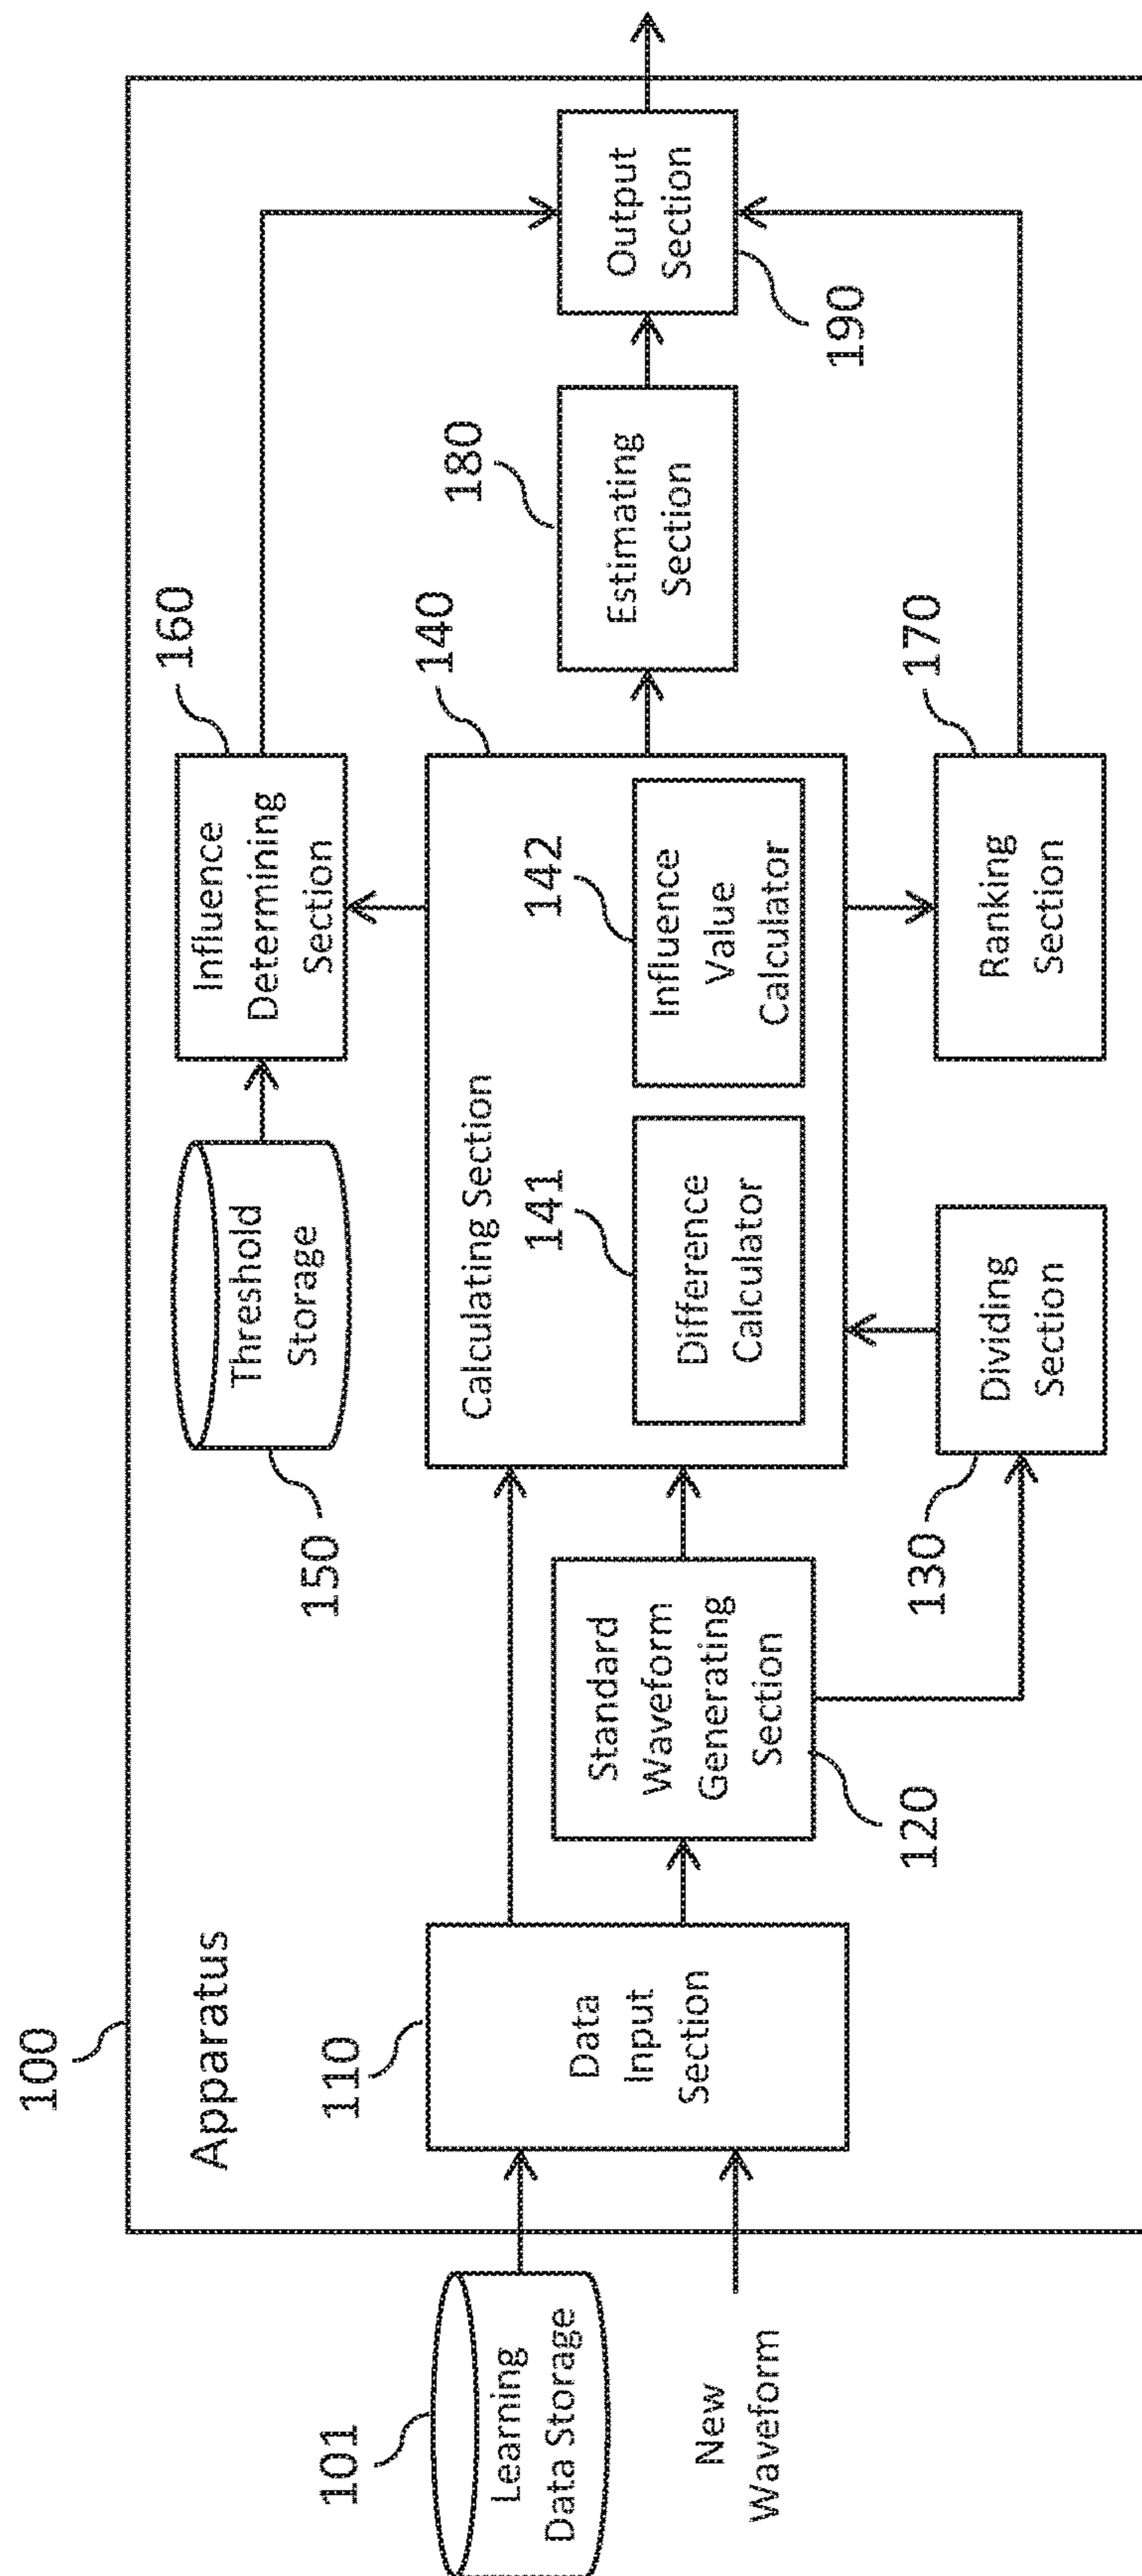 100
Apparatus
101
Learning
Data Storage
New
Waveform
110
Data
Input
Section
Standard
Waveform
Generating
Section
120
130
Dividing
Section
150
Threshold
Storage
Calculating Section
141
Difference
Calculator
142
Influence
Value
Calculator
140
160
Influence
Determining
Section
170
Ranking
Section
180
Estimating
Section
190
Output
Section